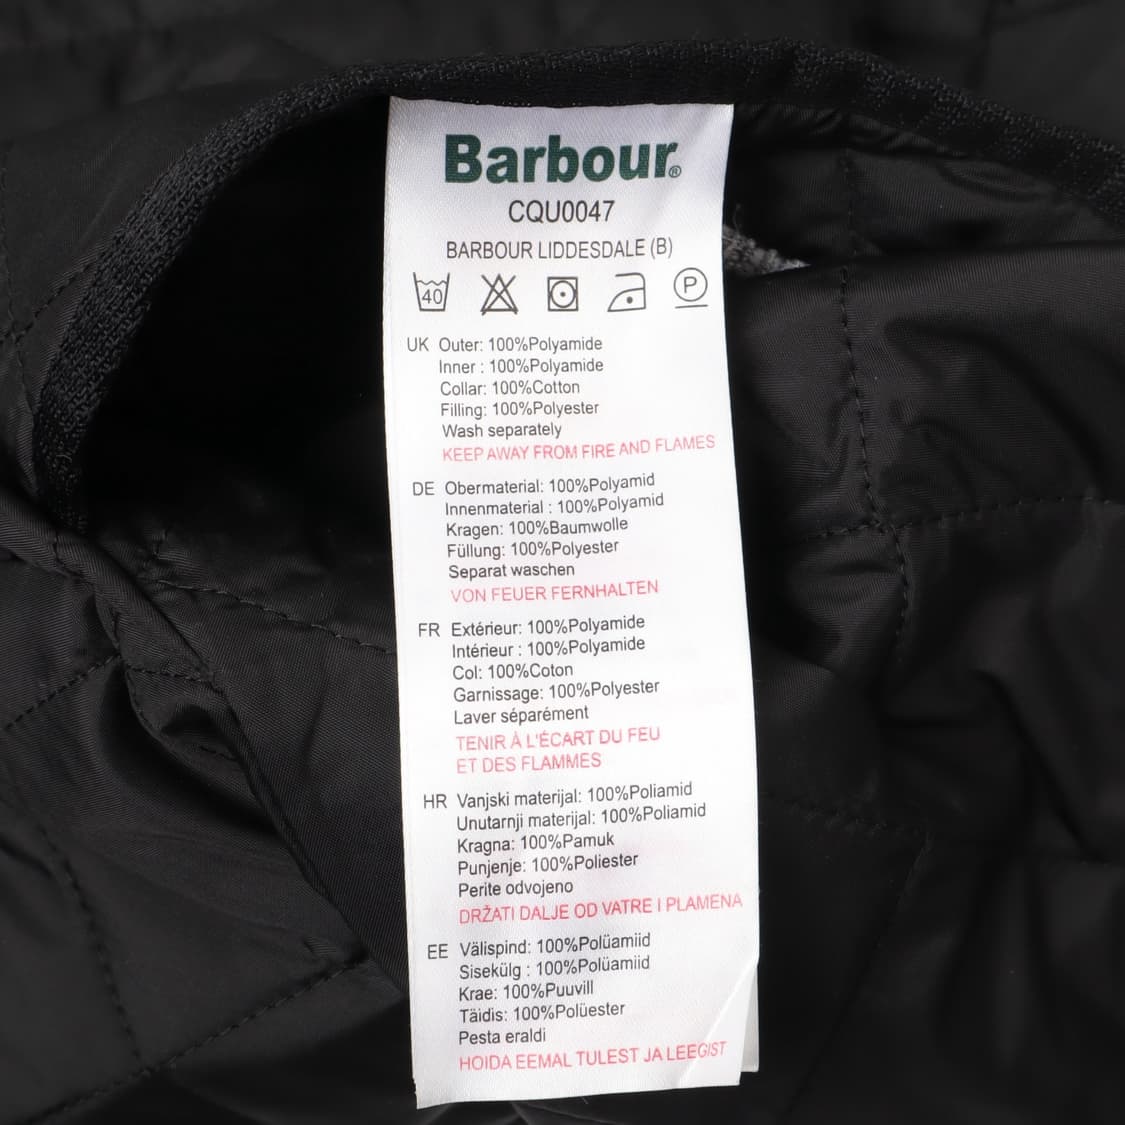 Barbour®
CQU0047
BARBOUR LIDDESDALE (B)
40 P
UK Outer: 100%Polyamide
Inner : 100%Polyamide
Collar: 100%Cotton
Filling: 100%Polyester
Wash separately
KEEP AWAY FROM FIRE AND FLAMES
DE Obermaterial: 100%Polyamid
Innenmaterial : 100%Polyamid
Kragen: 100%Baumwolle
Füllung: 100%Polyester
Separat waschen
VON FEUER FERNHALTEN
FR Extérieur: 100%Polyamide
Intérieur : 100%Polyamide
Col: 100%Coton
Garnissage: 100%Polyester
Laver séparément
TENIR À L'ÉCART DU FEU
ET DES FLAMMES
HR Vanjski materijal: 100%Poliamid
Unutarnji materijal: 100%Poliamid
Kragna: 100%Pamuk
Punjenje: 100%Poliester
Perite odvojeno
DRŽATI DALJE OD VATRE I PLAMENA
EE Välispind: 100%Polüamiid
Sisekülg : 100%Polüamiid
Krae: 100%Puuvill
Täidis: 100%Polüester
Pesta eraldi
HOIDA EEMAL TULEST JA LEEGIST